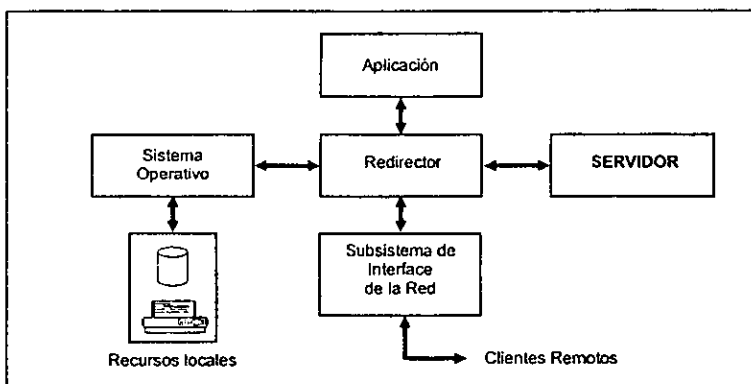 Aplicación
Sistema
Operativo
Redirector
SERVIDOR
Subsistema de
Interface
de la Red
Recursos locales
Clientes Remotos